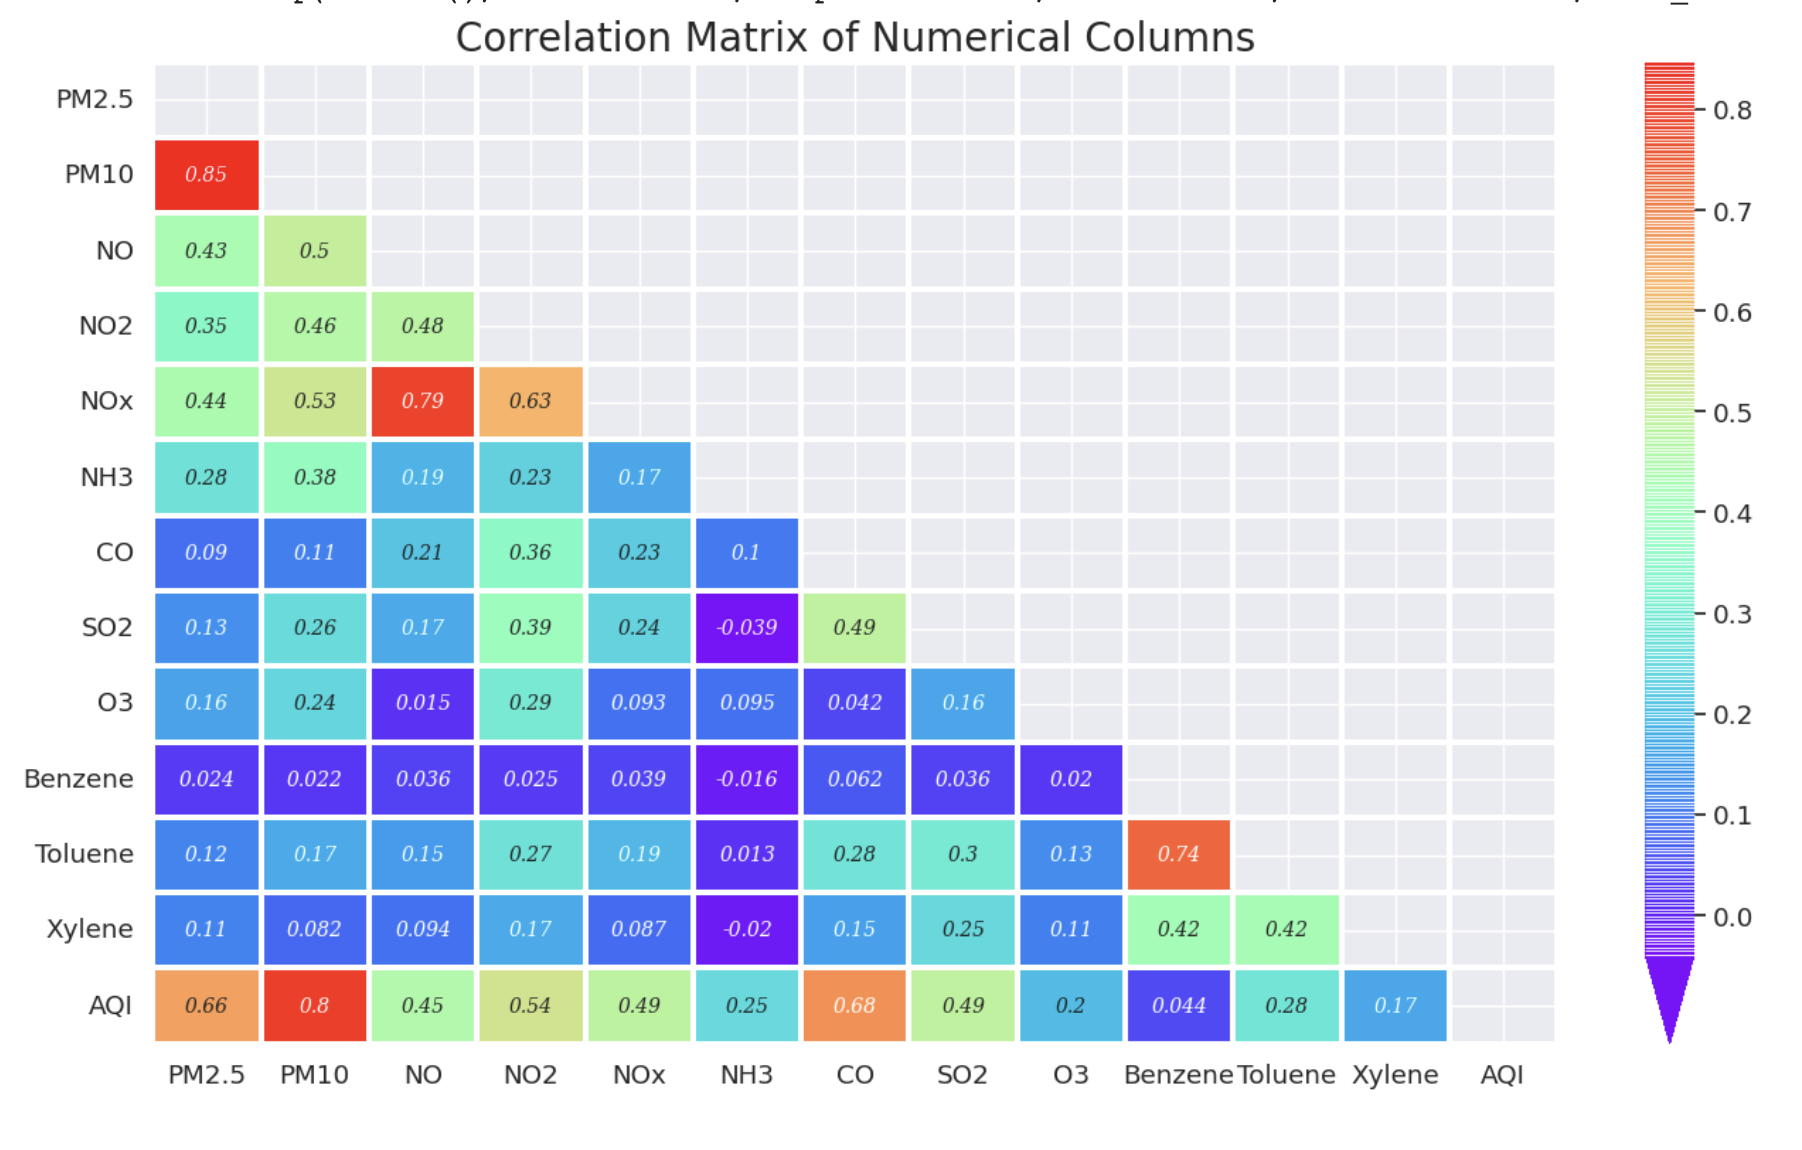 Correlation Matrix of Numerical Columns
PM2.5
PM10 0.85
NO 0.43 0.5
NO2 0.35 0.46 0.48
NOx 0.44 0.53 0.79 0.63
NH3 0.28 0.38 0.19 0.23 0.17
CO 0.09 0.11 0.21 0.36 0.23 0.1
SO2 0.13 0.26 0.17 0.39 0.24 -0.039 0.49
O3 0.16 0.24 0.015 0.29 0.093 0.095 0.042 0.16
Benzene 0.024 0.022 0.036 0.025 0.039 -0.016 0.062 0.036 0.02
Toluene 0.12 0.17 0.15 0.27 0.19 0.013 0.28 0.3 0.13 0.74
Xylene 0.11 0.082 0.094 0.17 0.087 -0.02 0.15 0.25 0.11 0.42 0.42
AQI 0.66 0.8 0.45 0.54 0.49 0.25 0.68 0.49 0.2 0.044 0.28 0.17
PM2.5 PM10 NO NO2 NOx NH3 CO SO2 O3 Benzene Toluene Xylene AQI
0.8
0.7
0.6
0.5
0.4
0.3
0.2
0.1
0.0